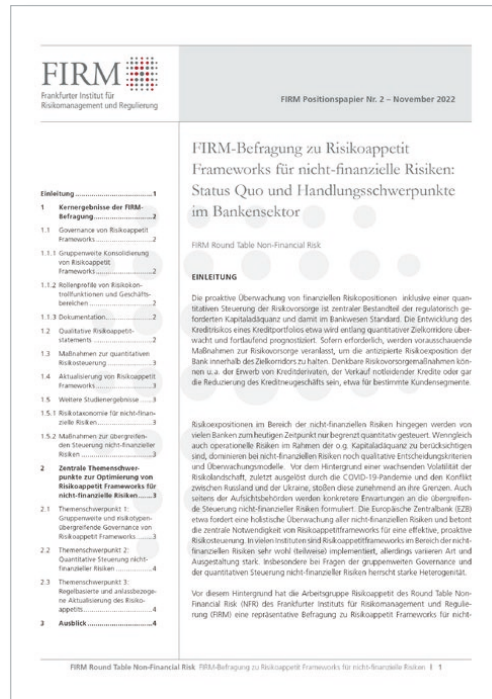 FIRM
Frankfurter Institut für
Risikomanagement und Regulierung
FIRM Positionspapier Nr. 2 – November 2022
FIRM-Befragung zu Risikoappetit
Frameworks für nicht-finanzielle Risiken:
Status Quo und Handlungsschwerpunkte
im Bankensektor
FIRM Round Table Non-Financial Risk
Einleitung ................................1
1 Kernergebnisse der FIRM-
Befragung..........................2
1.1 Governance von Risikoappetit
Frameworks........................2
1.1.1 Gruppenweite Konsolidierung
von Risikoappetit
Frameworks........................2
1.1.2 Rollenprofile von Risikokon-
trollfunktionen und Geschäfts-
bereichen ..........................2
1.1.3 Dokumentation...................2
1.2 Qualitative Risikoappetit-
statements ........................2
1.3 Maßnahmen zur quantitativen
Risikosteuerung ..................3
1.4 Aktualisierung von Risikoappetit
Frameworks........................3
1.5 Weitere Studienergebnisse ....3
1.5.1 Risikotaxonomie für nicht-finan-
zielle Risiken.......................3
1.5.2 Maßnahmen zur übergreifen-
den Steuerung nicht-finanzieller
Risiken ..............................3
2 Zentrale Themenschwer-
punkte zur Optimierung von
Risikoappetit Frameworks für
nicht-finanzielle Risiken.......3
2.1 Themenschwerpunkt 1:
Gruppenweite und risikotypen-
übergreifende Governance von
Risikoappetit Frameworks .....3
2.2 Themenschwerpunkt 2:
Quantitative Steuerung nicht-
finanzieller Risiken ...............4
2.3 Themenschwerpunkt 3:
Regelbasierte und anlassbezoge-
ne Aktualisierung des Risiko-
appetits..............................4
3 Ausblick.............................4
EINLEITUNG
Die proaktive Überwachung von finanziellen Risikopositionen inklusive einer quan-
titativen Steuerung der Risikovorsorge ist zentraler Bestandteil der regulatorisch ge-
forderten Kapitaladäquanz und damit im Bankwesen Standard. Die Entwicklung des
Kreditrisikos eines Kreditportfolios etwa wird entlang quantitativer Zielkorridore über-
wacht und fortlaufend prognostiziert. Sofern erforderlich, werden vorausschauende
Maßnahmen zur Risikovorsorge veranlasst, um die antizipierte Risikoexposition der
Bank innerhalb des Zielkorridors zu halten. Denkbare Risikovorsorgemaßnahmen kön-
nen u.a. der Erwerb von Kreditderivaten, der Verkauf notleidender Kredite oder gar
die Reduzierung des Kreditneugeschäfts sein, etwa für bestimmte Kundensegmente.
Risikoexpositionen im Bereich der nicht-finanziellen Risiken hingegen werden von
vielen Banken zum heutigen Zeitpunkt nur begrenzt quantitativ gesteuert. Wenngleich
auch operationelle Risiken im Rahmen der o.g. Kapitaladäquanz zu berücksichtigen
sind, dominieren bei nicht-finanziellen Risiken noch qualitative Entscheidungskriterien
und Überwachungsmodelle. Vor dem Hintergrund einer wachsenden Volatilität der
Risikolandschaft, zuletzt ausgelöst durch die COVID-19-Pandemie und den Konflikt
zwischen Russland und der Ukraine, stoßen diese zunehmend an ihre Grenzen. Auch
seitens der Aufsichtsbehörden werden konkretere Erwartungen an die übergreifen-
de Steuerung nicht-finanzieller Risiken formuliert. Die Europäische Zentralbank (EZB)
etwa fordert eine holistische Überwachung aller nicht-finanziellen Risiken und betont
die zentrale Notwendigkeit von Risikoappetitframeworks für eine effektive, proaktive
Risikosteuerung. In vielen Instituten sind Risikoappetitframeworks im Bereich der nicht-
finanziellen Risiken sehr wohl (teilweise) implementiert, allerdings variieren Art und
Ausgestaltung stark. Insbesondere bei Fragen der gruppenweiten Governance und
der quantitativen Steuerung nicht-finanzieller Risiken herrscht starke Heterogenität.
Vor diesem Hintergrund hat die Arbeitsgruppe Risikoappetit des Round Table Non-
Financial Risk (NFR) des Frankfurter Instituts für Risikomanagement und Regulie-
rung (FIRM) eine repräsentative Befragung zu Risikoappetit Frameworks für nicht-
FIRM Round Table Non-Financial Risk FIRM-Befragung zu Risikoappetit Frameworks für nicht-finanzielle Risiken | 1